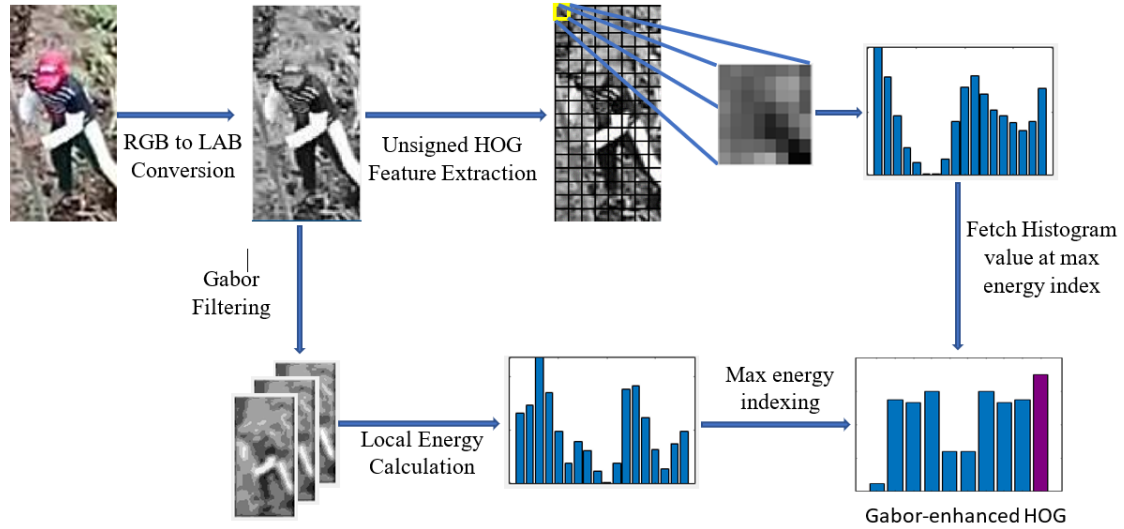 RGB to LAB
Conversion
Unsigned HOG
Feature Extraction
Fetch Histogram
value at max
energy index
Gabor
Filtering
Local Energy
Calculation
Max energy
indexing
Gabor-enhanced HOG